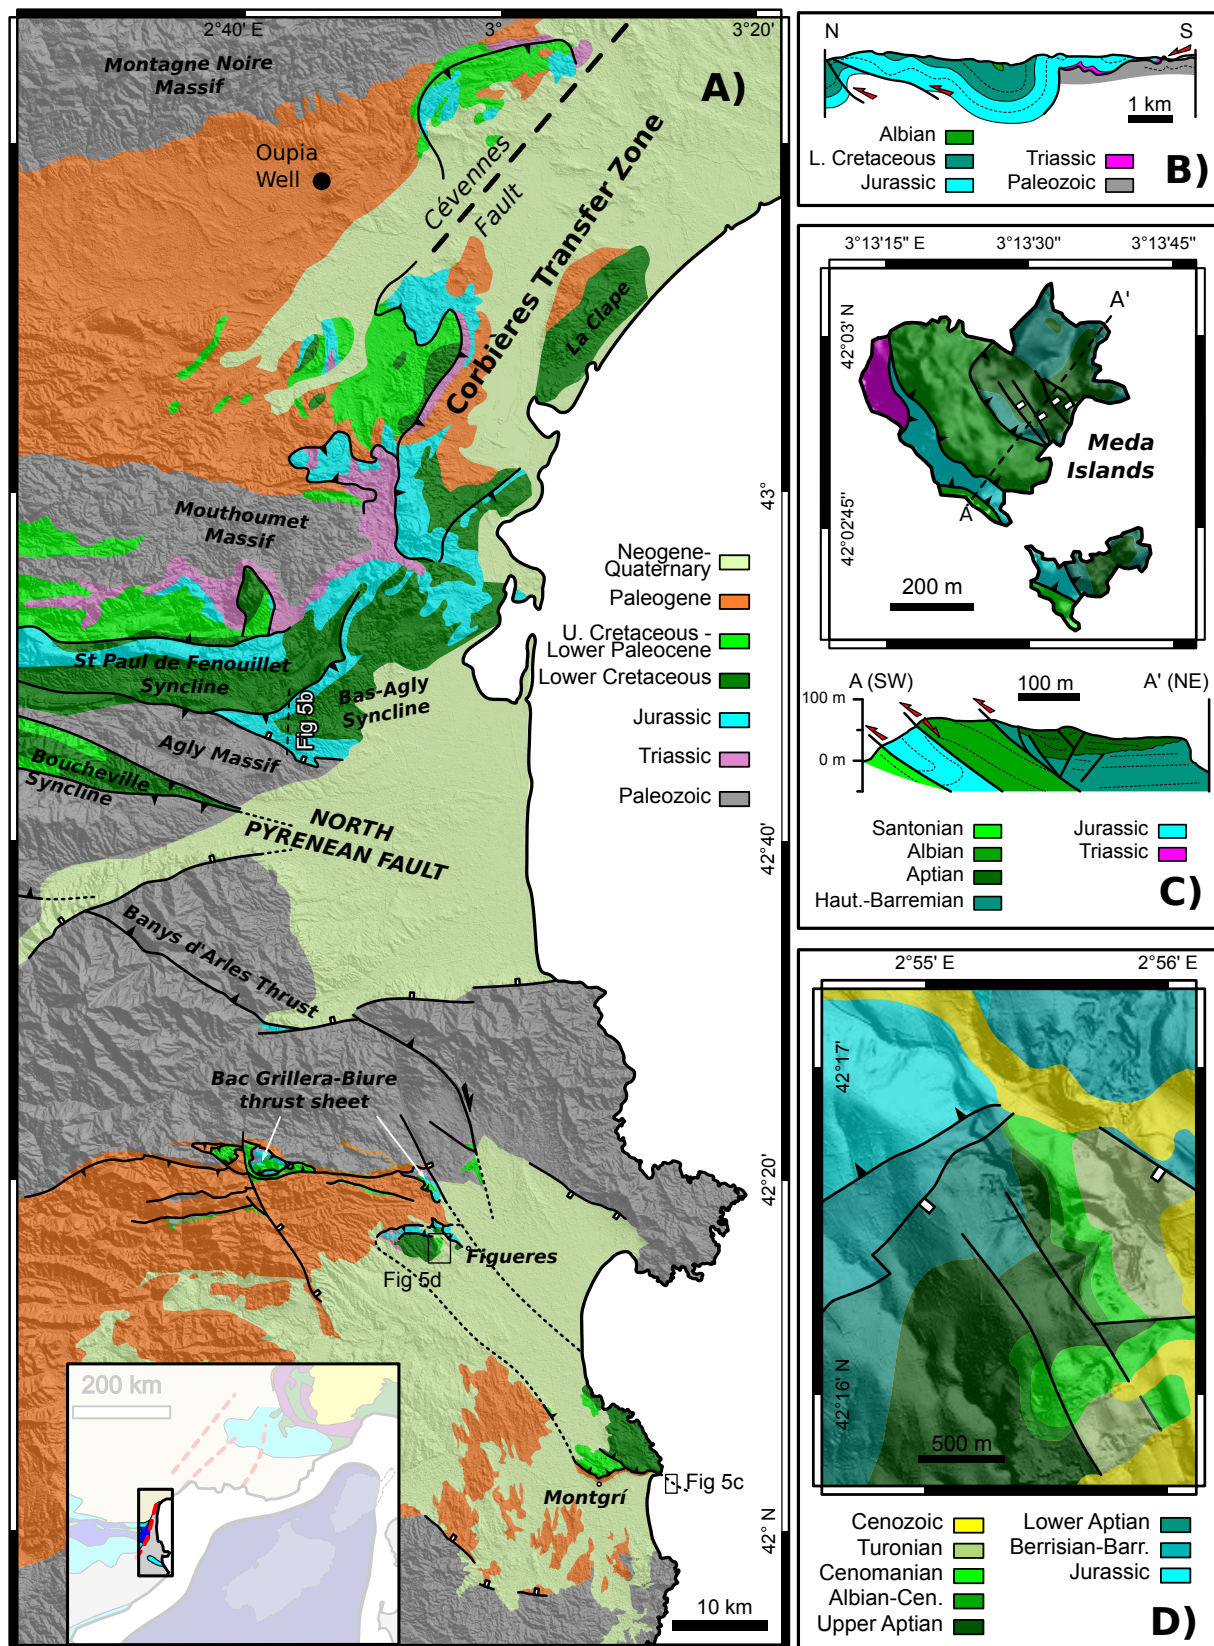 2°40' E
3°
3°20'
A)
Montagne Noire
Massif
Oupia
Well
Cévennes
Fault
Corbières Transfer Zone
La Clape
43°
Mouthoumet
Massif
Neogene-
Quaternary
Paleogene
U. Cretaceous -
Lower Paleocene
Lower Cretaceous
Jurassic
Triassic
Paleozoic
St Paul de Fenouillet
Syncline
Bas-Agly
Syncline
Fig 5b
Agly Massif
Boucheville
Syncline
NORTH
PYRENEAN FAULT
42°40'
Banys d'Arles Thrust
Bac Grillera-Biure
thrust sheet
42°20'
Figueres
Fig 5d
200 km
Montgrí
Fig 5c
42° N
10 km
N
S
1 km
Albian
L. Cretaceous
Jurassic
Triassic
Paleozoic
B)
3°13'15" E
3°13'30"
3°13'45"
42°03' N
42°02'45"
A'
A
Meda
Islands
200 m
A (SW)
100 m
A' (NE)
100 m
0 m
Santonian
Albian
Aptian
Haut.-Barremian
Jurassic
Triassic
C)
2°55' E
2°56' E
42°17'
42°16' N
500 m
Cenozoic
Turonian
Cenomanian
Albian-Cen.
Upper Aptian
Lower Aptian
Berrisian-Barr.
Jurassic
D)